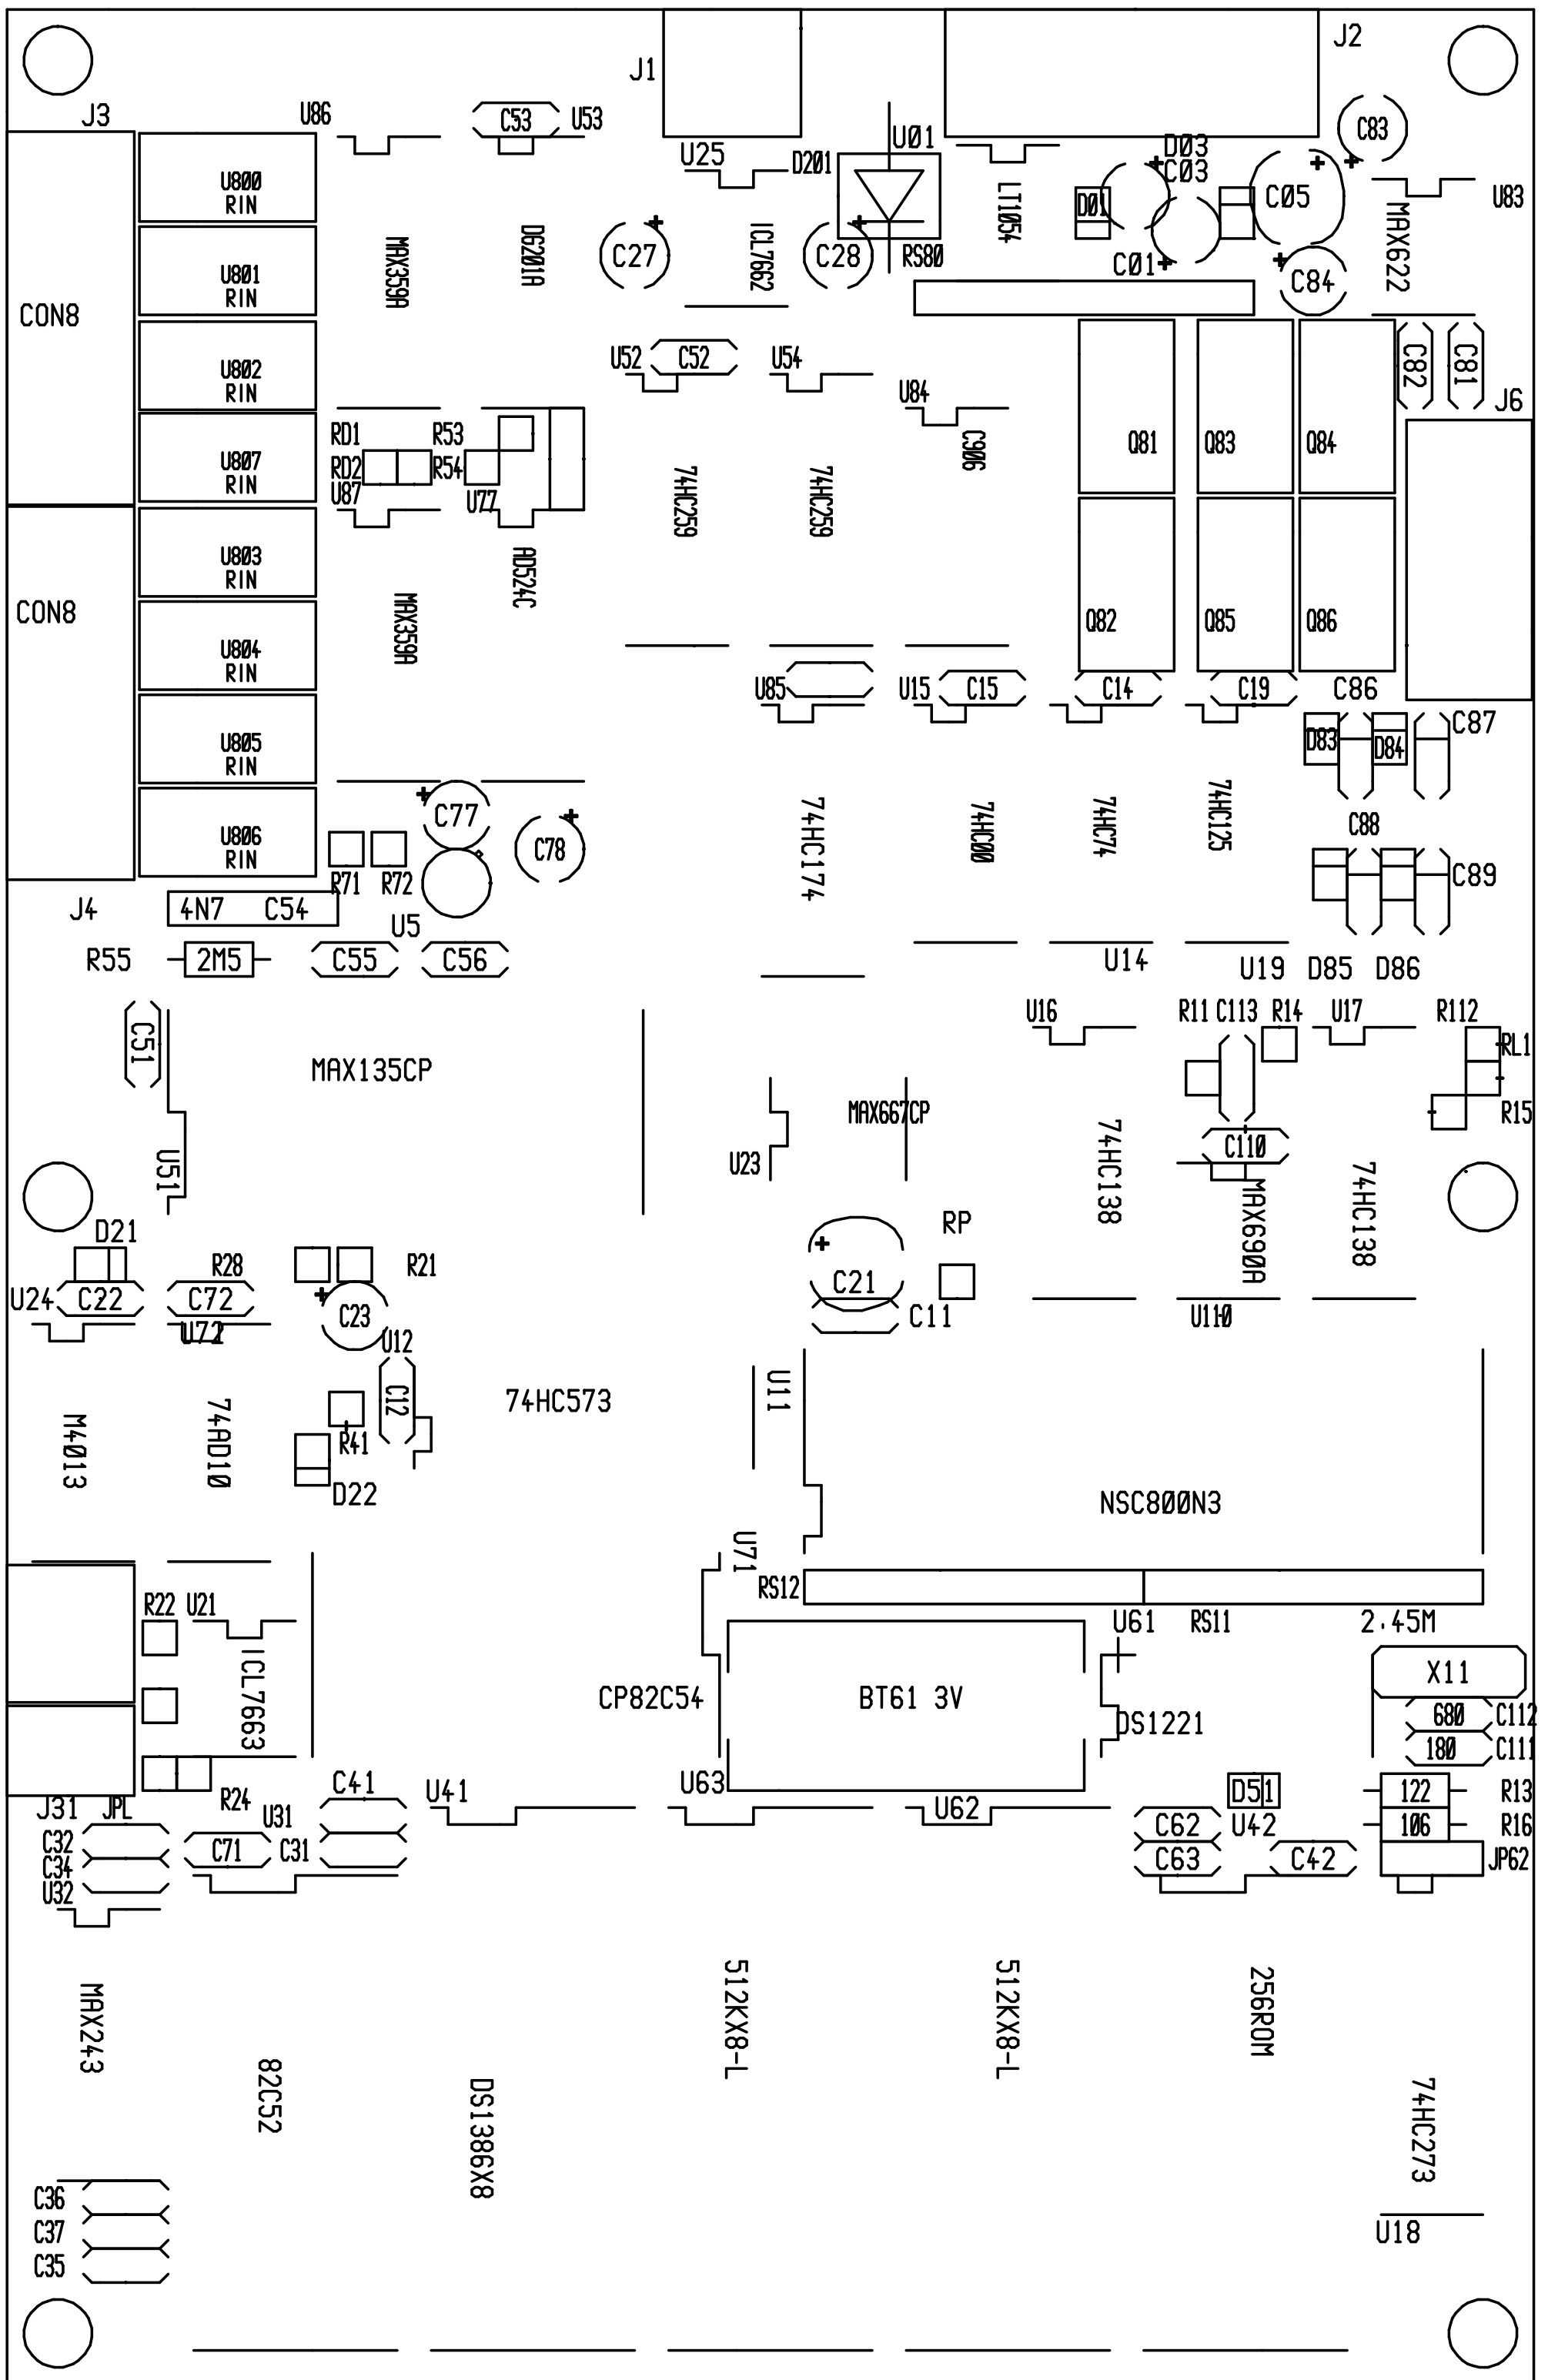 J2
J1
J3
U86
C53
U53
C83
U01
D03
U25
D201
C03
U800
RIN
D01
C05
U83
LT1054
MAX622
MAX359A
DG201A
C27
ICL7662
C28
RS80
C01
U801
RIN
C84
CON8
U802
RIN
U52
C52
U54
U84
C82
C81
J6
RD1
R53
U807
RIN
RD2
R54
U87
U77
C906
Q81
Q83
Q84
74HC259
74HC259
U803
RIN
AD524C
CON8
MAX359A
Q82
Q85
Q86
U804
RIN
U85
U15
C15
C14
C19
C86
U805
RIN
D83
D84
C87
C77
U806
RIN
C78
74HC174
74HC00
74HC74
74HC125
C88
R71
R72
C89
J4
4N7
C54
U5
R55
2M5
C55
C56
U14
U19
D85
D86
U16
R11
C113
R14
U17
R112
C51
MAX135CP
RL1
MAX667CP
R15
U51
U23
74HC138
C110
MAX690A
74HC138
D21
RP
R28
R21
U24
C22
C72
C23
C21
C11
U110
U72
U12
C12
74HC573
U11
M4013
74AD10
R41
D22
NSC800N3
U71
RS12
R22
U21
U61
RS11
2.45M
ICL7663
X11
CP82C54
BT61 3V
DS1221
680
C112
180
C111
C41
U41
U63
D51
122
R13
J31
JPL
R24
U31
U62
C62
U42
106
R16
C32
C71
C31
C34
C63
C42
JP62
U32
MAX243
512KX8-L
512KX8-L
256ROM
82C52
DS1386X8
74HC273
C36
C37
U18
C35